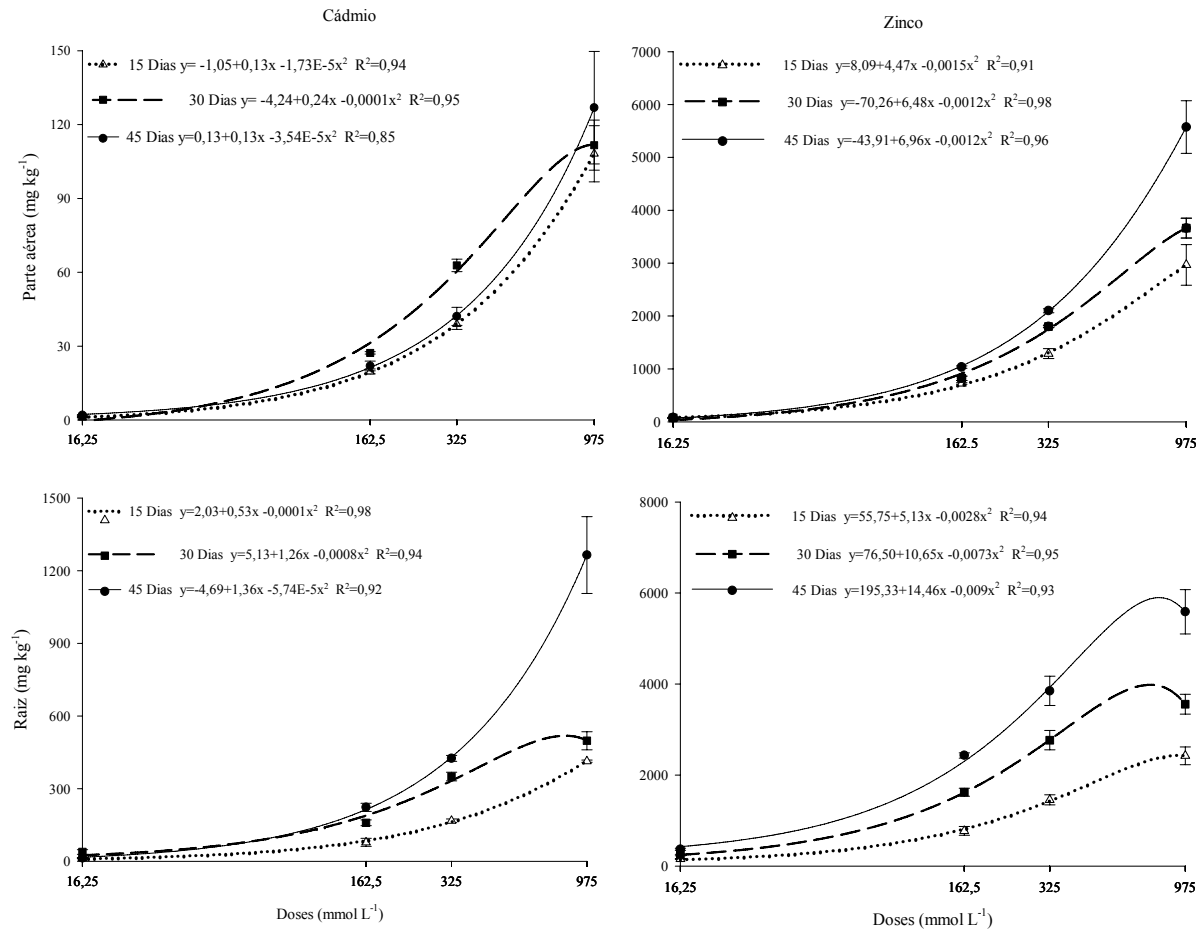 Cádmio
Zinco
150
120
90
60
30
0
Parte aérea (mg kg⁻¹)
15 Dias y= -1,05+0,13x -1,73E-5x² R²=0,94
30 Dias y= -4,24+0,24x -0,0001x² R²=0,95
45 Dias y=0,13+0,13x -3,54E-5x² R²=0,85
16,25 162,5 325 975
7000
6000
5000
4000
3000
2000
1000
0
15 Dias y=8,09+4,47x -0,0015x² R²=0,91
30 Dias y=-70,26+6,48x -0,0012x² R²=0,98
45 Dias y=-43,91+6,96x -0,0012x² R²=0,96
16.25 162.5 325 975
1500
1200
900
600
300
0
Raiz (mg kg⁻¹)
15 Dias y=2,03+0,53x -0,0001x² R²=0,98
30 Dias y=5,13+1,26x -0,0008x² R²=0,94
45 Dias y=-4,69+1,36x -5,74E-5x² R²=0,92
16,25 162,5 325 975
Doses (mmol L⁻¹)
8000
6000
4000
2000
0
15 Dias y=55,75+5,13x -0,0028x² R²=0,94
30 Dias y=76,50+10,65x -0,0073x² R²=0,95
45 Dias y=195,33+14,46x -0,009x² R²=0,93
16,25 162,5 325 975
Doses (mmol L⁻¹)